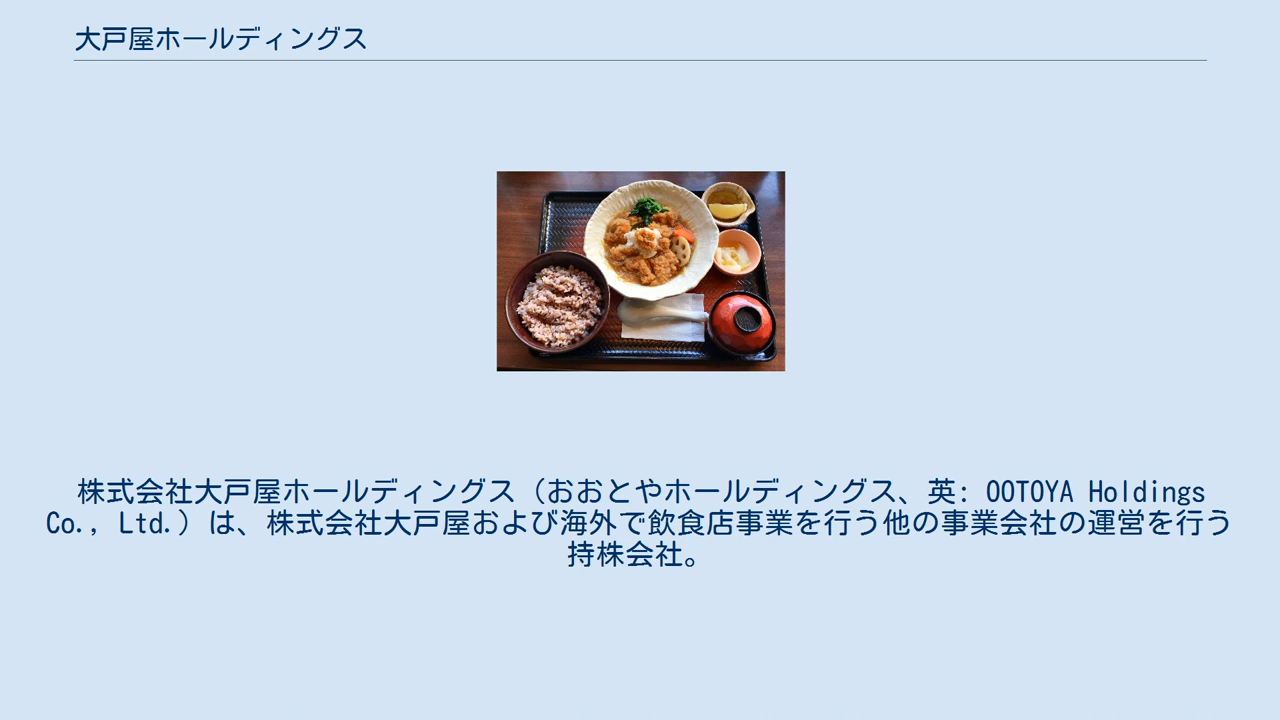 大戸屋ホールディングス
株式会社大戸屋ホールディングス（おおとやホールディングス、英: OOTOYA Holdings
Co., Ltd.）は、株式会社大戸屋および海外で飲食店事業を行う他の事業会社の運営を行う
持株会社。